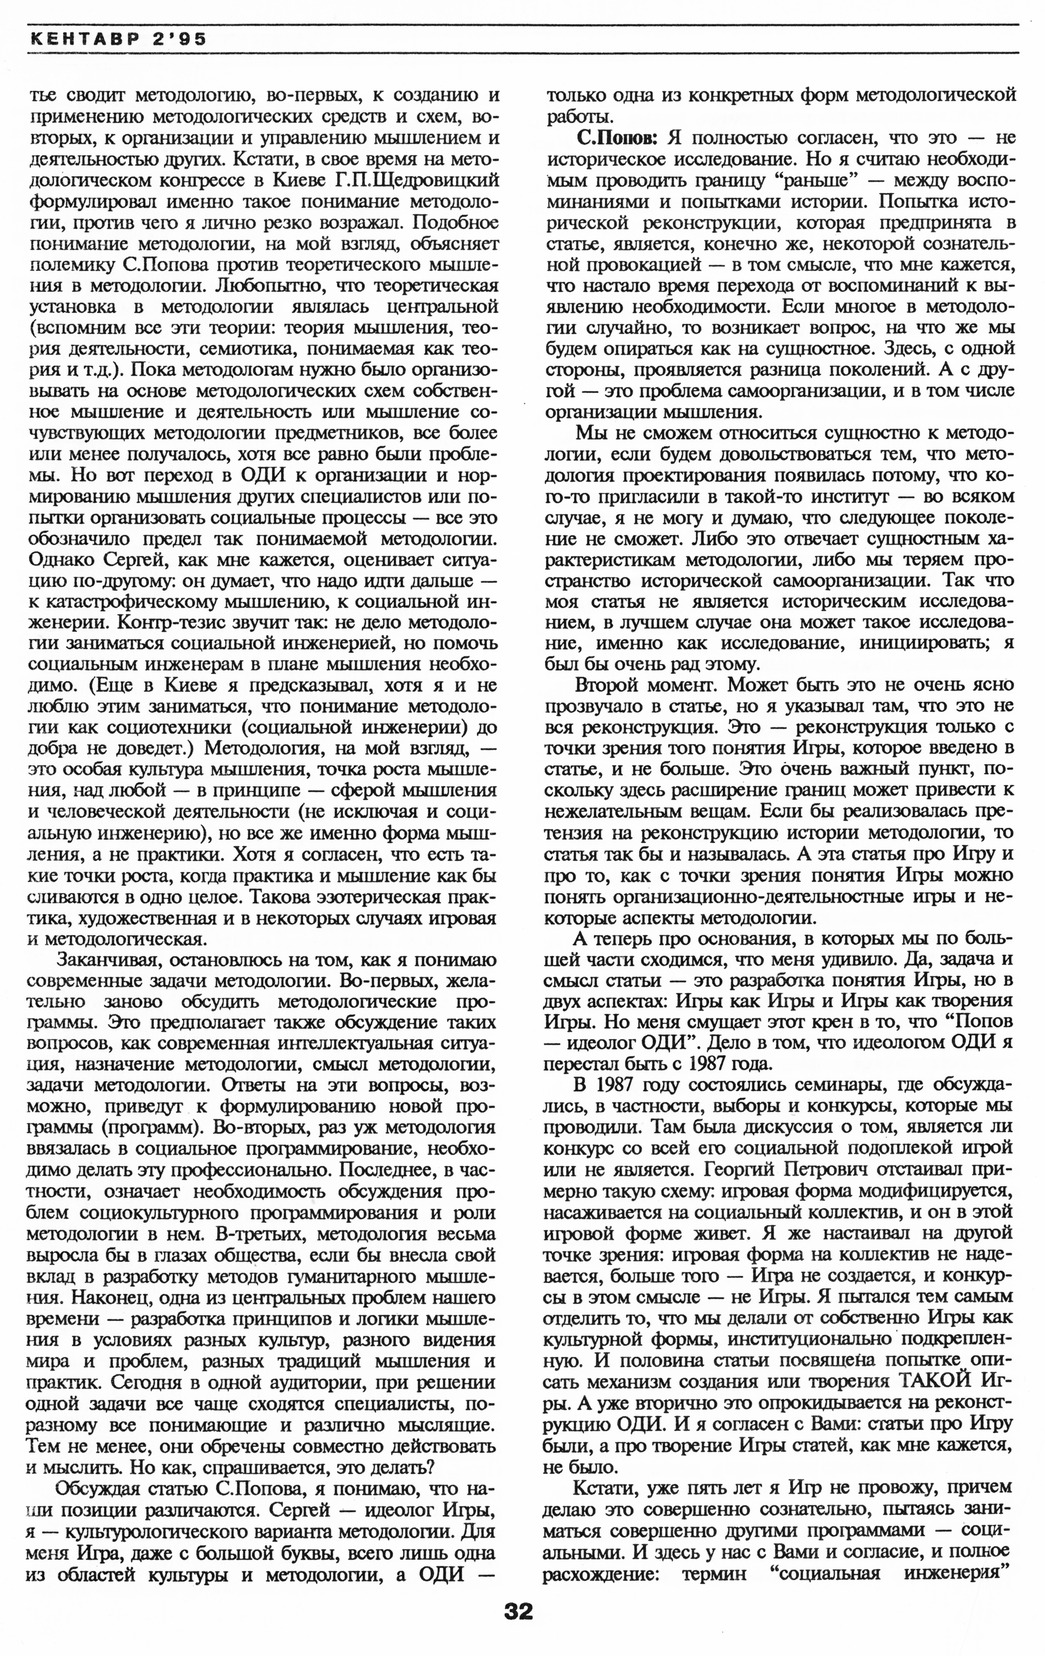 КЕНТАВР 2'95
тье сводит методологию, во-первых, к созданию и
применению методологических средств и схем, во-
вторых, к организации и управлению мышлением и
деятельностью других. Кстати, в свое время на мето-
дологическом конгрессе в Киеве Г.П.Щедровицкий
формулировал именно такое понимание методоло-
гии, против чего я лично резко возражал. Подобное
понимание методологии, на мой взгляд, объясняет
полемику С.Попова против теоретического мышле-
ния в методологии. Любопытно, что теоретическая
установка в методологии являлась центральной
(вспомним все эти теории: теория мышления, тео-
рия деятельности, семиотика, понимаемая как тео-
рия и т.д.). Пока методологам нужно было организо-
вывать на основе методологических схем собствен-
ное мышление и деятельность или мышление со-
чувствующих методологии предметников, все более
или менее получалось, хотя все равно были пробле-
мы. Но вот переход в ОДИ к организации и нор-
мированию мышления других специалистов или по-
пытки организовать социальные процессы — все это
обозначило предел так понимаемой методологии.
Однако Сергей, как мне кажется, оценивает ситуа-
цию по-другому: он думает, что надо идти дальше —
к катастрофическому мышлению, к социальной ин-
женерии. Контр-тезис звучит так: не дело методоло-
гии заниматься социальной инженерией, но помочь
социальным инженерам в плане мышления необхо-
димо. (Еще в Киеве я предсказывал, хотя я и не
люблю этим заниматься, что понимание методоло-
гии как социотехники (социальной инженерии) до
добра не доведет.) Методология, на мой взгляд, —
это особая культура мышления, точка роста мышле-
ния, над любой — в принципе — сферой мышления
и человеческой деятельности (не исключая и соци-
альную инженерию), но все же именно форма мыш-
ления, а не практики. Хотя я согласен, что есть та-
кие точки роста, когда практика и мышление как бы
сливаются в одно целое. Такова эзотерическая прак-
тика, художественная и в некоторых случаях игровая
и методологическая.
Заканчивая, остановлюсь на том, как я понимаю
современные задачи методологии. Во-первых, жела-
тельно заново обсудить методологические про-
граммы. Это предполагает также обсуждение таких
вопросов, как современная интеллектуальная ситуа-
ция, назначение методологии, смысл методологии,
задачи методологии. Ответы на эти вопросы, воз-
можно, приведут к формулированию новой про-
граммы (программ). Во-вторых, раз уж методология
ввязалась в социальное программирование, необхо-
димо делать эту профессионально. Последнее, в час-
тности, означает необходимость обсуждения про-
блем социокультурного программирования и роли
методологии в нем. В-третьих, методология весьма
выросла бы в глазах общества, если бы внесла свой
вклад в разработку методов гуманитарного мышле-
ния. Наконец, одна из центральных проблем нашего
времени — разработка принципов и логики мышле-
ния в условиях разных культур, разного видения
мира и проблем, разных традиций мышления и
практик. Сегодня в одной аудитории, при решении
одной задачи все чаще сходятся специалисты, по-
разному все понимающие и различно мыслящие.
Тем не менее, они обречены совместно действовать
и мыслить. Но как, спрашивается, это делать?
Обсуждая статью С.Попова, я понимаю, что на-
ши позиции различаются. Сергей — идеолог Игры,
я — культурологического варианта методологии. Для
меня Игра, даже с большой буквы, всего лишь одна
из областей культуры и методологии, а ОДИ —
только одна из конкретных форм методологической
работы.
С.Попов: Я полностью согласен, что это — не
историческое исследование. Но я считаю необходи-
мым проводить границу “раньше” — между воспо-
минаниями и попытками истории. Попытка исто-
рической реконструкции, которая предпринята в
статье, является, конечно же, некоторой сознатель-
ной провокацией — в том смысле, что мне кажется,
что настало время перехода от воспоминаний к вы-
явлению необходимости. Если многое в методоло-
гии случайно, то возникает вопрос, на что же мы
будем опираться как на сущностное. Здесь, с одной
стороны, проявляется разница поколений. А с дру-
гой — это проблема самоорганизации, и в том числе
организации мышления.
Мы не сможем относиться сущностно к методо-
логии, если будем довольствоваться тем, что мето-
дология проектирования появилась потому, что ко-
го-то пригласили в такой-то институт — во всяком
случае, я не могу и думаю, что следующее поколе-
ние не сможет. Либо это отвечает сущностным ха-
рактеристикам методологии, либо мы теряем про-
странство исторической самоорганизации. Так что
моя статья не является историческим исследова-
нием, в лучшем случае она может такое исследова-
ние, именно как исследование, инициировать; я
был бы очень рад этому.
Второй момент. Может быть это не очень ясно
прозвучало в статье, но я указывал там, что это не
вся реконструкция. Это — реконструкция только с
точки зрения того понятия Игры, которое введено в
статье, и не больше. Это очень важный пункт, по-
скольку здесь расширение границ может привести к
нежелательным вещам. Если бы реализовалась пре-
тензия на реконструкцию истории методологии, то
статья так бы и называлась. А эта статья про Игру и
про то, как с точки зрения понятия Игры можно
понять организационно-деятельностные игры и не-
которые аспекты методологии.
А теперь про основания, в которых мы по боль-
шей части сходимся, что меня удивило. Да, задача и
смысл статьи — это разработка понятия Игры, но в
двух аспектах: Игры как Игры и Игры как творения
Игры. Но меня смущает этот крен в то, что “Попов
— идеолог ОДИ”. Дело в том, что идеологом ОДИ я
перестал быть с 1987 года.
В 1987 году состоялись семинары, где обсужда-
лись, в частности, выборы и конкурсы, которые мы
проводили. Там была дискуссия о том, является ли
конкурс со всей его социальной подоплекой игрой
или не является. Георгий Петрович отстаивал при-
мерно такую схему: игровая форма модифицируется,
насаживается на социальный коллектив, и он в этой
игровой форме живет. Я же настаивал на другой
точке зрения: игровая форма на коллектив не наде-
вается, больше того — Игра не создается, и конкур-
сы в этом смысле — не Игры. Я пытался тем самым
отделить то, что мы делали от собственно Игры как
культурной формы, институционально подкреплен-
ную. И половина статьи посвящена попытке опи-
сать механизм создания или творения ТАКОЙ Иг-
ры. А уже вторично это опрокидывается на реконст-
рукцию ОДИ. И я согласен с Вами: статьи про Игру
были, а про творение Игры статей, как мне кажется,
не было.
Кстати, уже пять лет я Игр не провожу, причем
делаю это совершенно сознательно, пытаясь зани-
маться совершенно другими программами — соци-
альными. И здесь у нас с Вами и согласие, и полное
расхождение: термин “социальная инженерия”
32